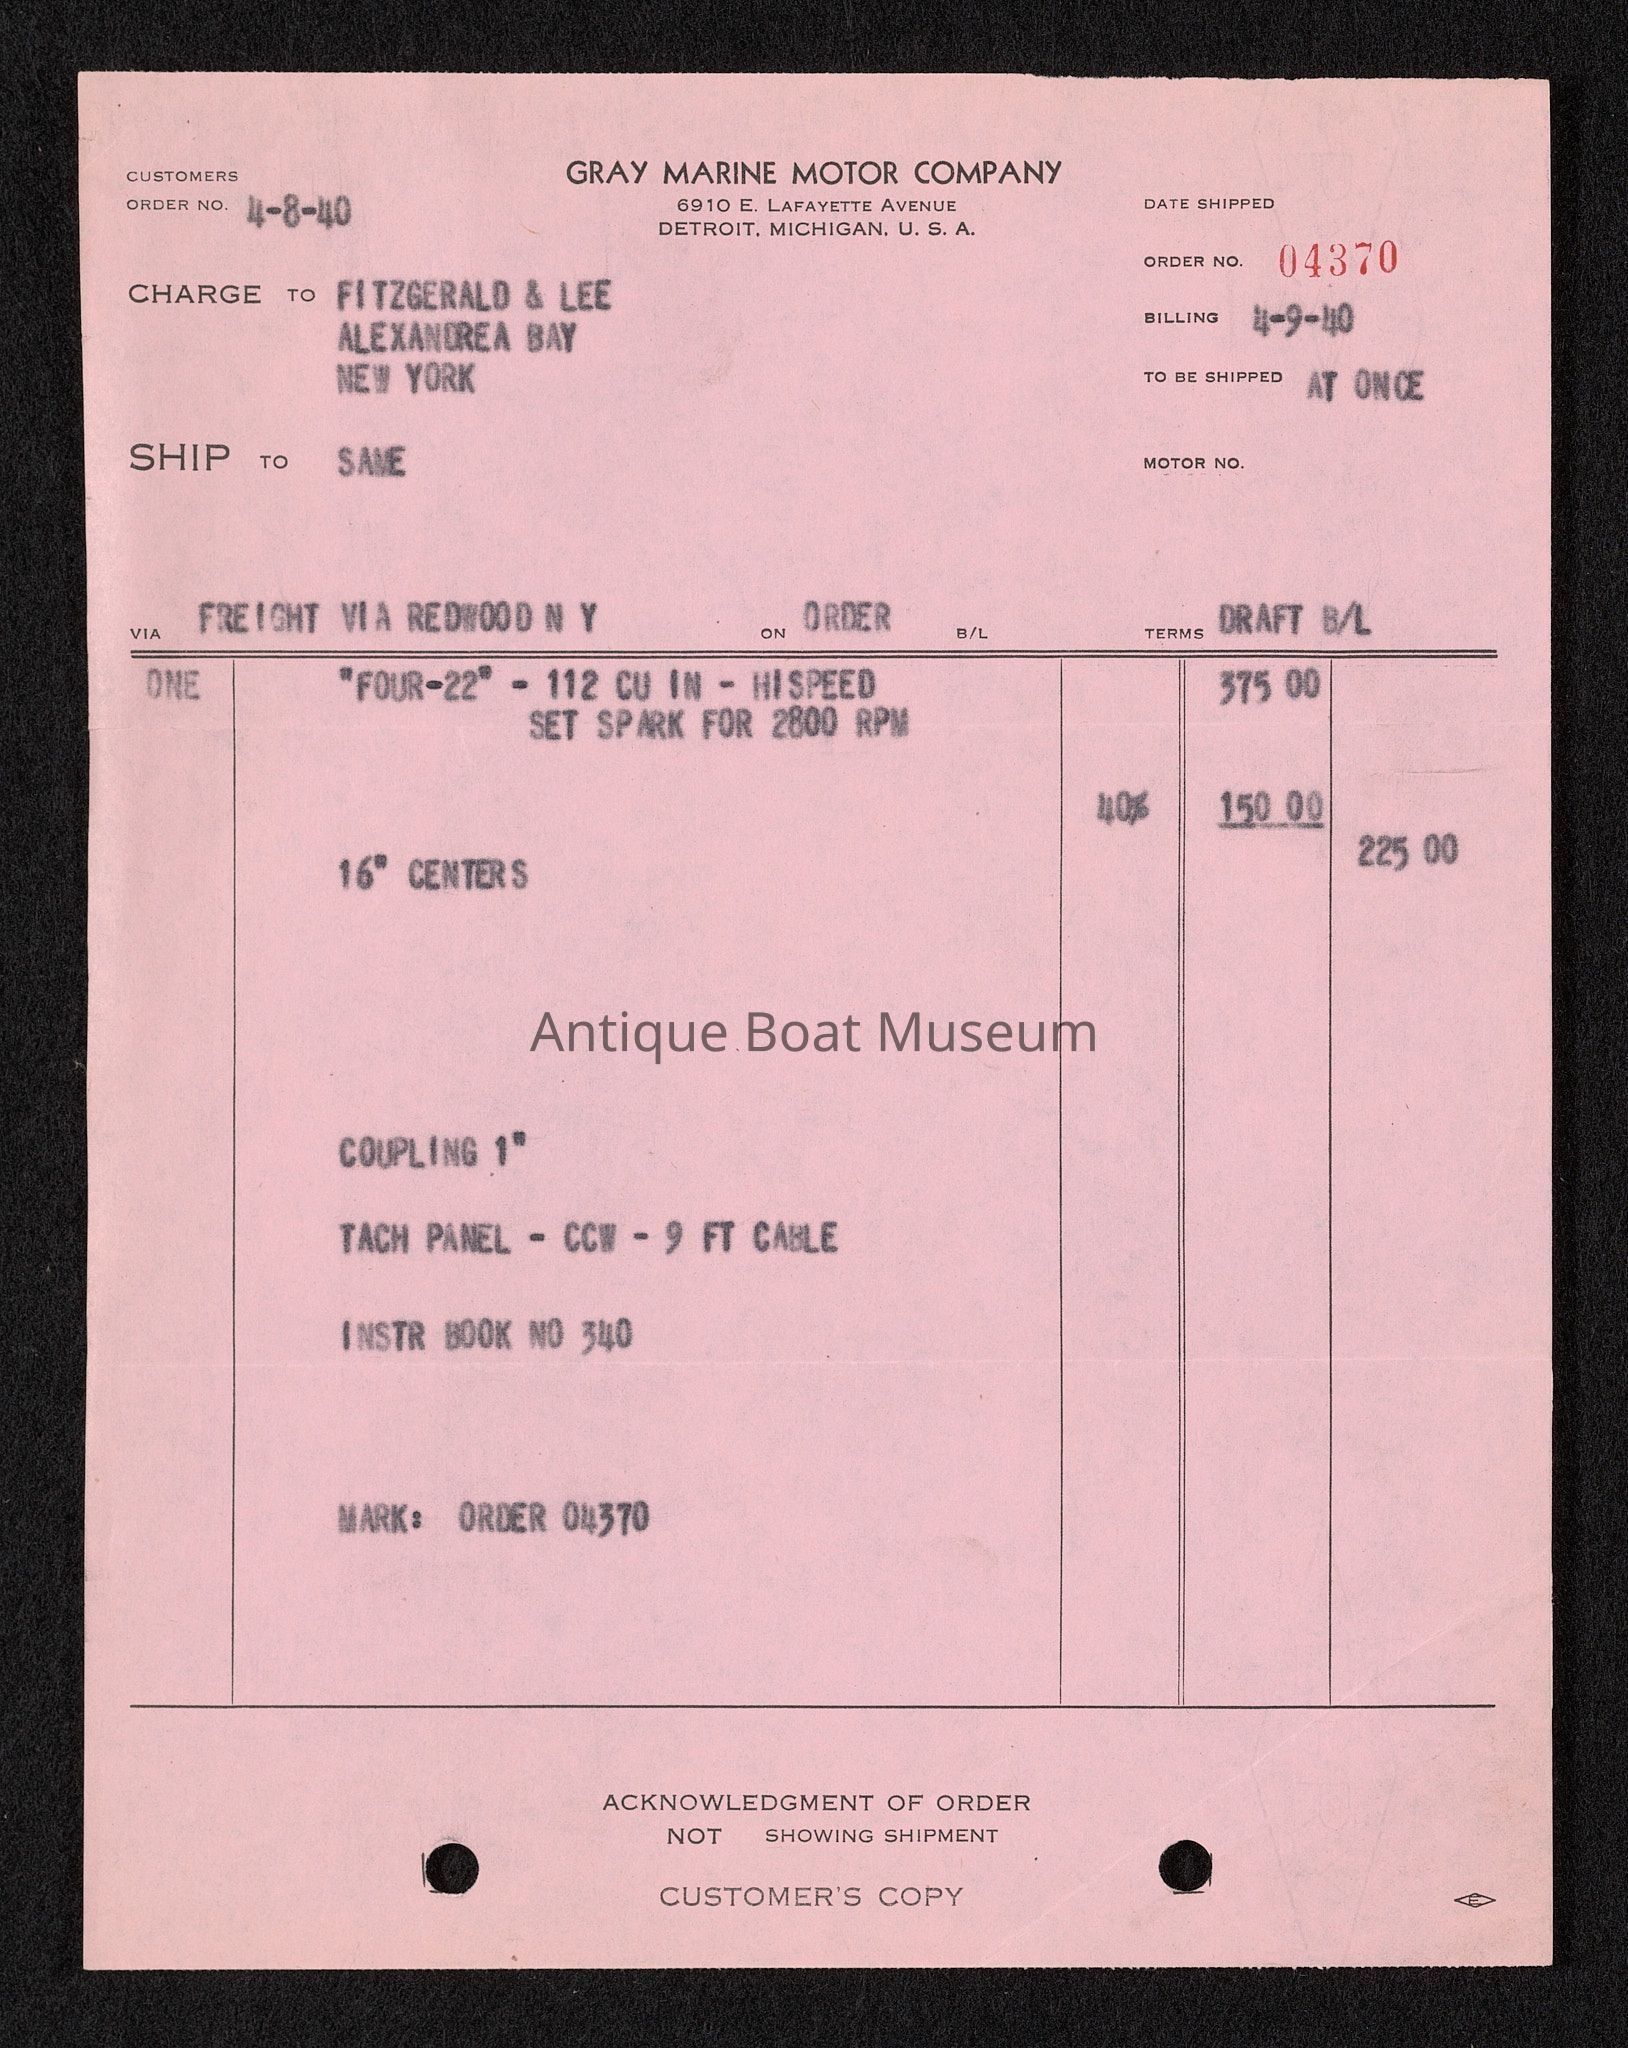 CUSTOMERS
ORDER NO. 4-8-40
GRAY MARINE MOTOR COMPANY
6910 E. LAFAYETTE AVENUE
DETROIT, MICHIGAN, U. S. A.
DATE SHIPPED
ORDER NO. 04370
CHARGE TO FITZGERALD & LEE
ALEXANDREA BAY
NEW YORK
BILLING 4-9-40
TO BE SHIPPED AT ONCE
SHIP TO SAME
MOTOR NO.
VIA FREIGHT VIA REDWOOD N Y ON ORDER B/L TERMS DRAFT B/L
ONE "FOUR-22" - 112 CU IN - HISPEED 375 00
SET SPARK FOR 2800 RPM
40% 150 00
225 00
16" CENTERS
Antique Boat Museum
COUPLING 1"
TACH PANEL - CCW - 9 FT CABLE
INSTR BOOK NO 340
MARK: ORDER 04370
ACKNOWLEDGMENT OF ORDER
NOT SHOWING SHIPMENT
CUSTOMER'S COPY
E